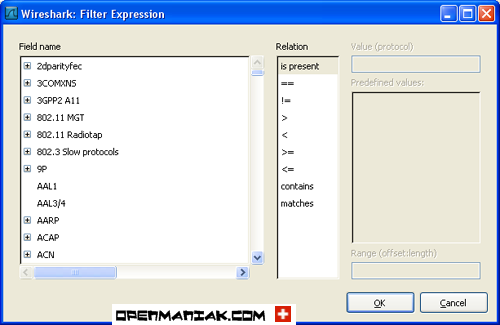 Wireshark: Filter Expression
Field name
2dparityfec
3COMXNS
3GPP2 A11
802.11 MGT
802.11 Radiotap
802.3 Slow protocols
9P
AAL1
AAL3/4
AARP
ACAP
ACN
Relation
is present
==
!=
>
<
>=
<=
contains
matches
Value (protocol)
Predefined values:
Range (offset:length)
OK
Cancel
OPENMANIAK.COM